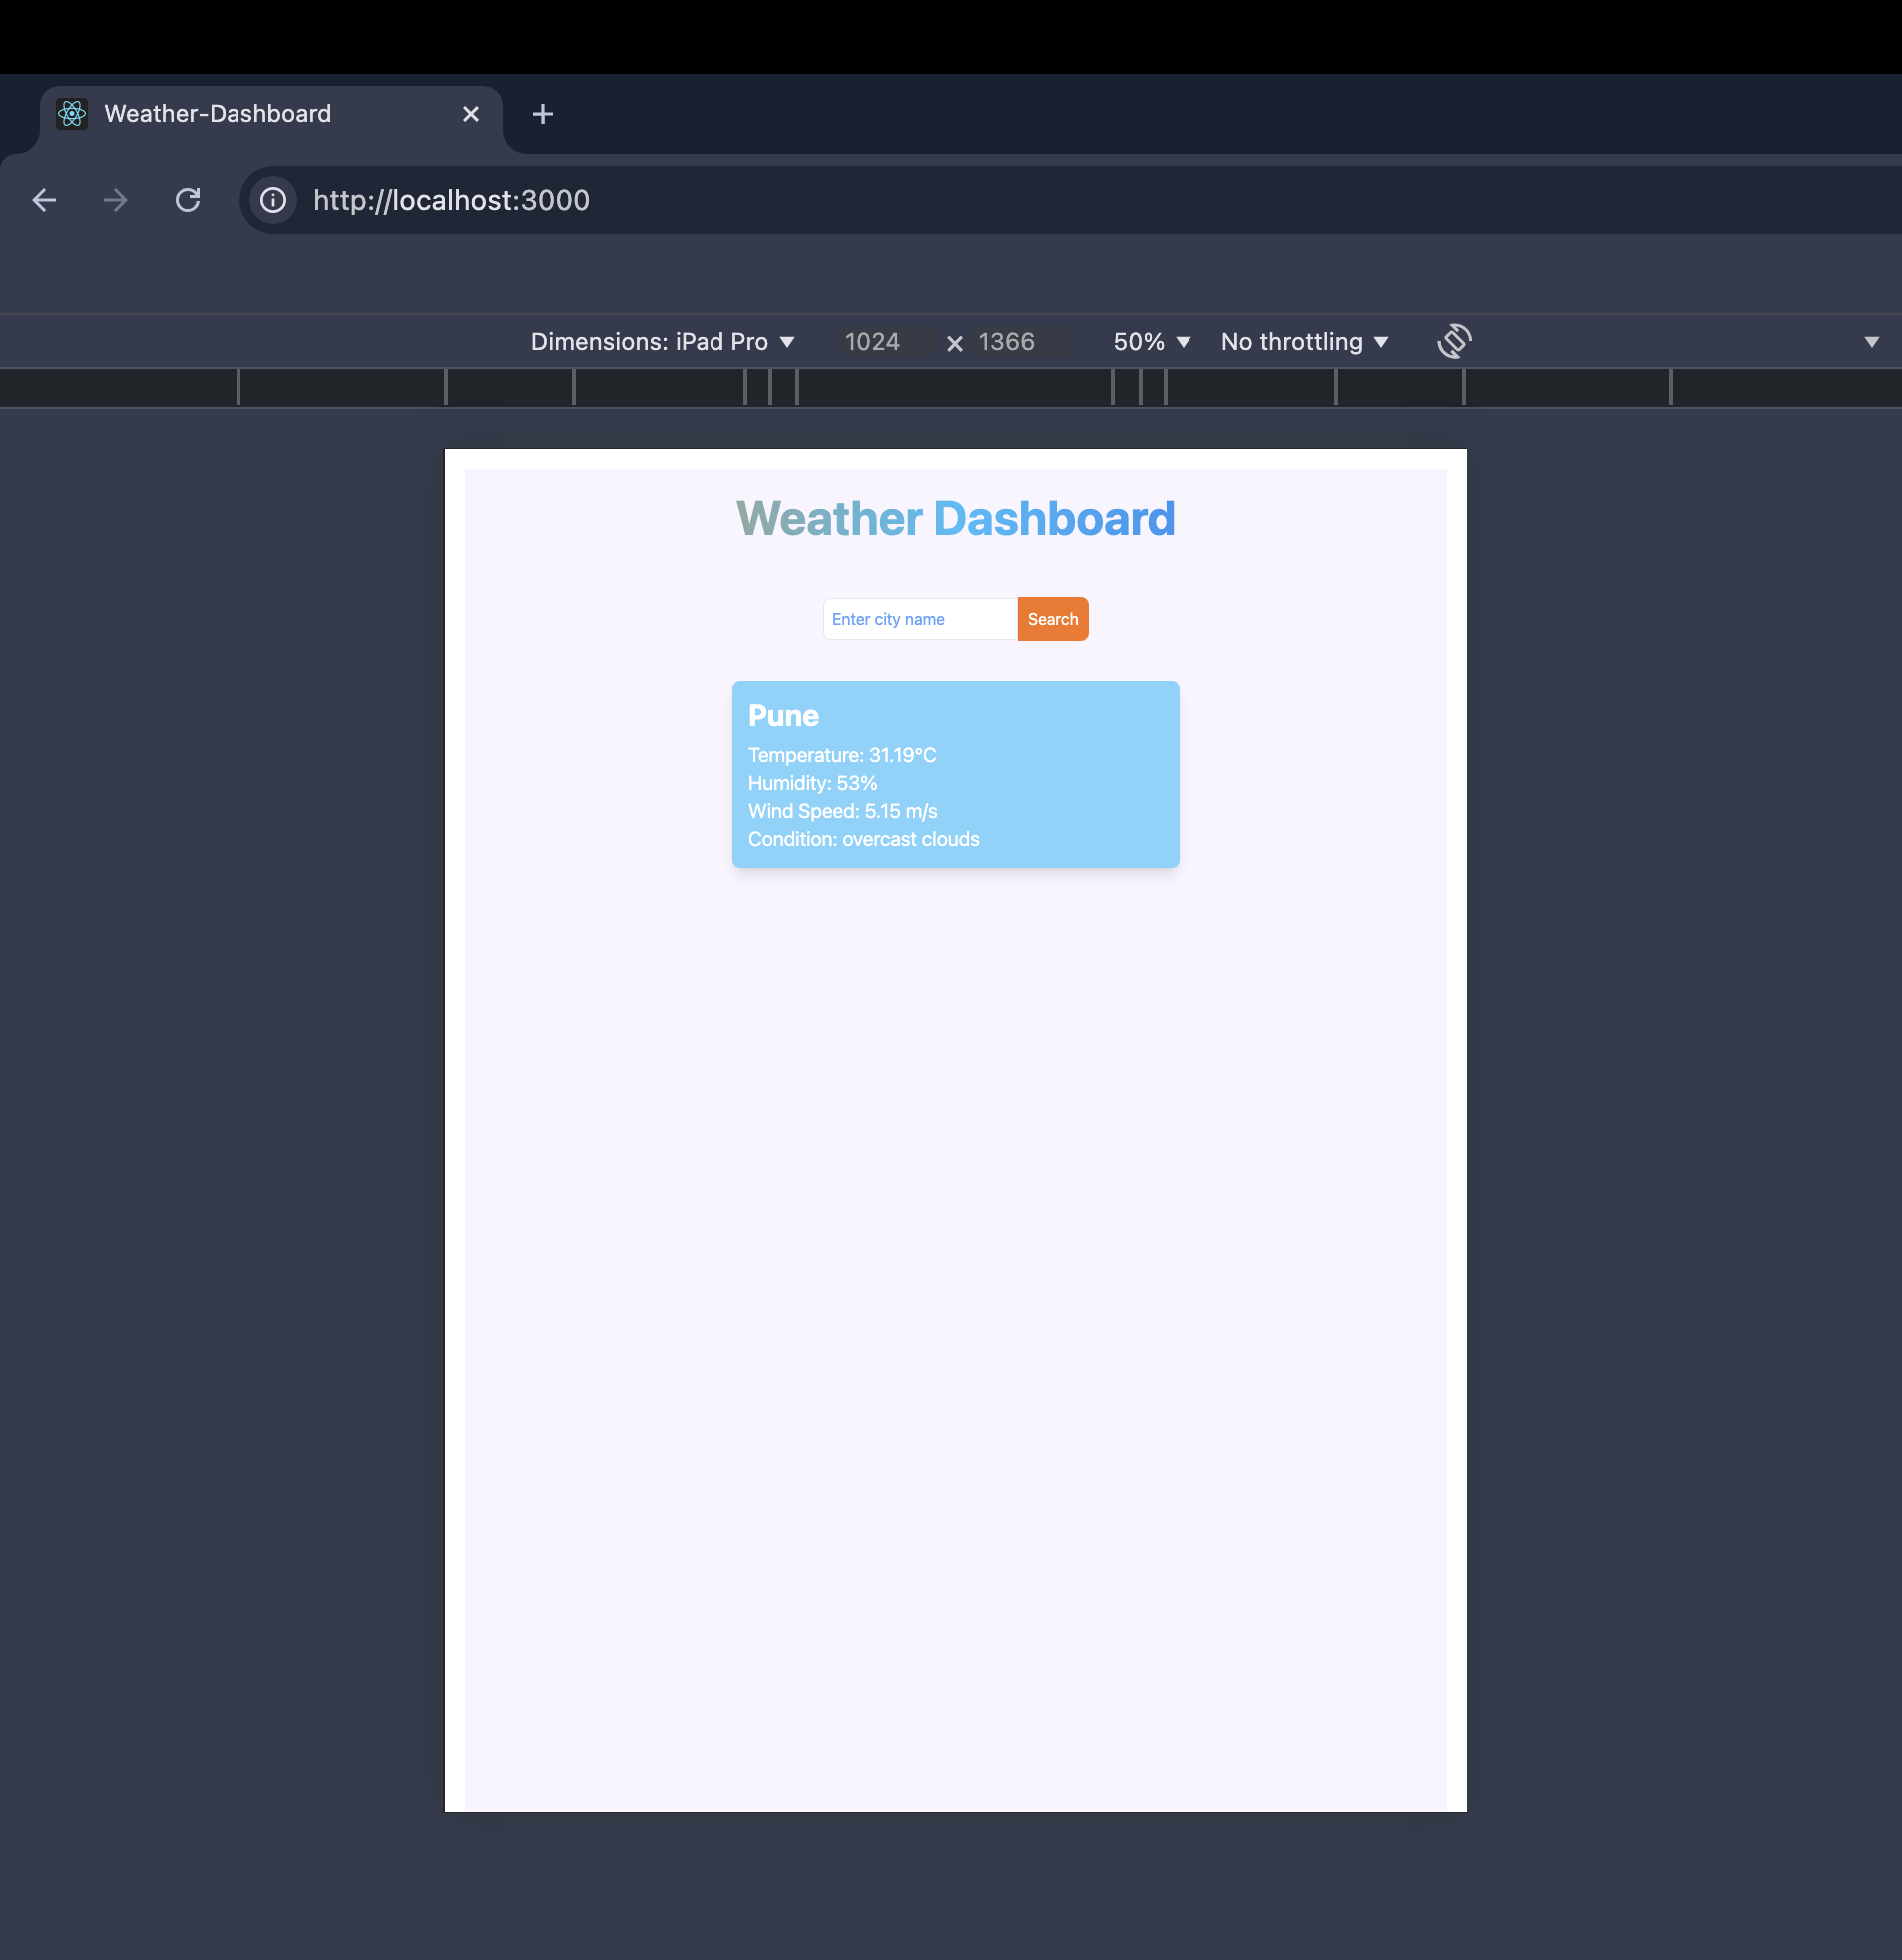 Weather-Dashboard
http://localhost:3000
Dimensions: iPad Pro 1024 × 1366 50% No throttling
Weather Dashboard
Enter city name Search
Pune
Temperature: 31.19°C
Humidity: 53%
Wind Speed: 5.15 m/s
Condition: overcast clouds